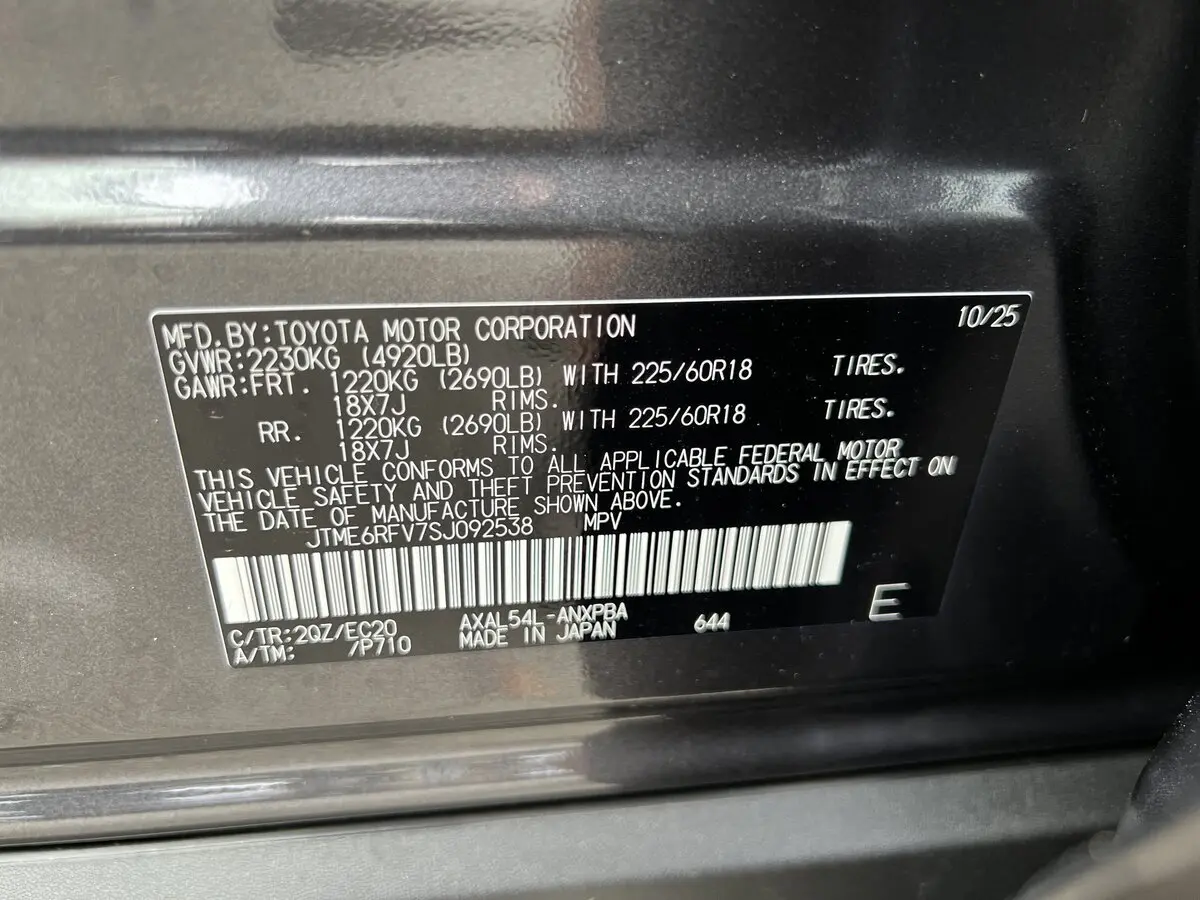 MFD.BY:TOYOTA MOTOR CORPORATION 10/25
GVWR:2230KG (4920LB)
GAWR:FRT. 1220KG (2690LB) WITH 225/60R18 TIRES.
18X7J RIMS.
RR. 1220KG (2690LB) WITH 225/60R18 TIRES.
18X7J RIMS.
THIS VEHICLE CONFORMS TO ALL APPLICABLE FEDERAL MOTOR
VEHICLE SAFETY AND THEFT PREVENTION STANDARDS IN EFFECT ON
THE DATE OF MANUFACTURE SHOWN ABOVE.
JTME6RFV7SJ092538 MPV
C/TR:2QZ/EC20 AXAL54L-ANXPBA 644 E
A/TM: /P710 MADE IN JAPAN